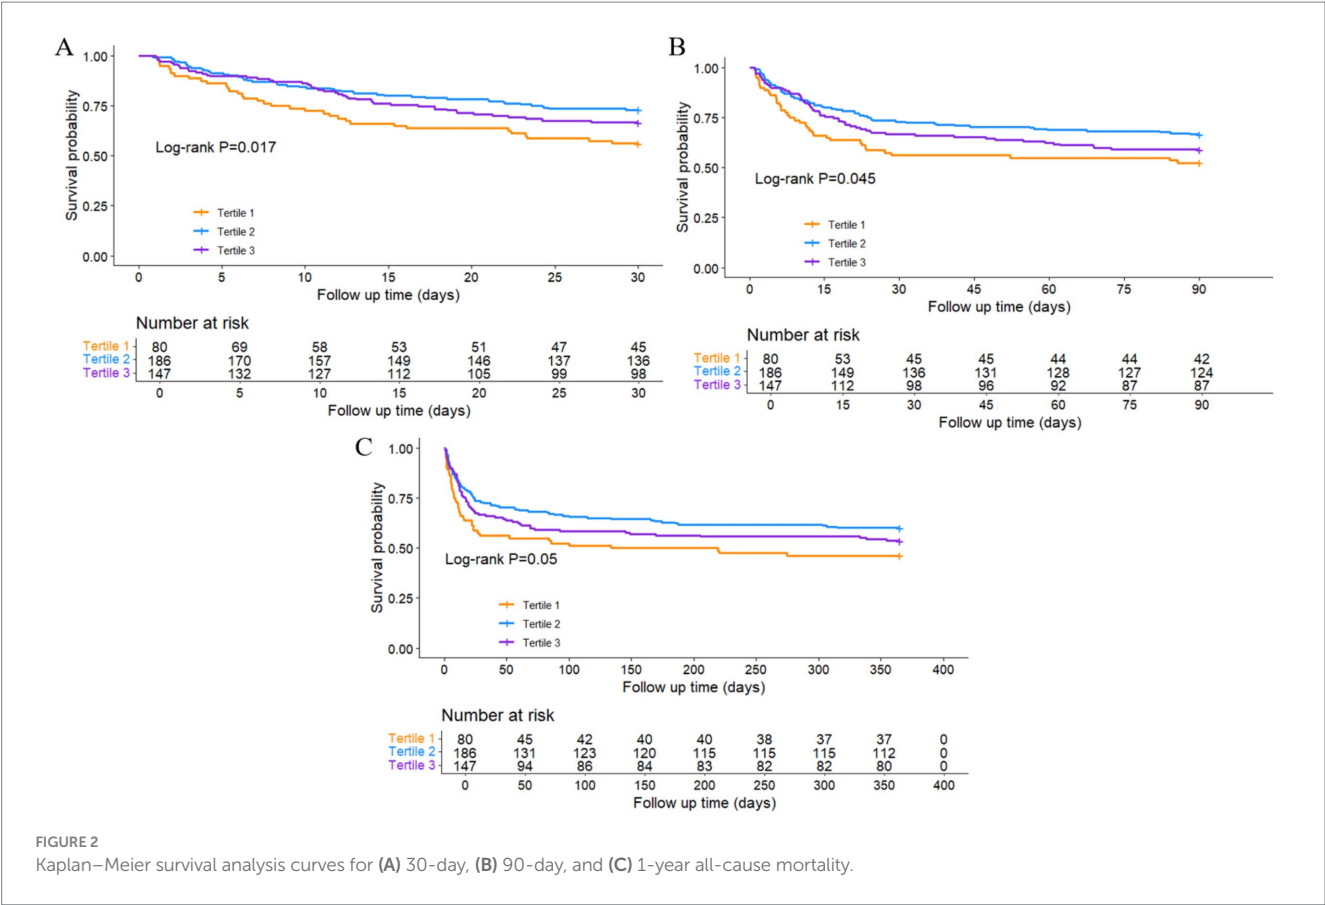 A
1.00
0.75
0.50
0.25
0.00
Survival probability
Log-rank P=0.017
Tertile 1
Tertile 2
Tertile 3
0 5 10 15 20 25 30
Follow up time (days)
Number at risk
Tertile 1 80 69 58 53 51 47 45
Tertile 2 186 170 157 149 146 137 136
Tertile 3 147 132 127 112 105 99 98
0 5 10 15 20 25 30
Follow up time (days)
B
1.00
0.75
0.50
0.25
0.00
Survival probability
Log-rank P=0.045
Tertile 1
Tertile 2
Tertile 3
0 15 30 45 60 75 90
Follow up time (days)
Number at risk
Tertile 1 80 53 45 45 44 44 42
Tertile 2 186 149 136 131 128 127 124
Tertile 3 147 112 98 96 92 87 87
0 15 30 45 60 75 90
Follow up time (days)
C
1.00
0.75
0.50
0.25
0.00
Survival probability
Log-rank P=0.05
Tertile 1
Tertile 2
Tertile 3
0 50 100 150 200 250 300 350 400
Follow up time (days)
Number at risk
Tertile 1 80 45 42 40 40 38 37 37 0
Tertile 2 186 131 123 120 115 115 115 112 0
Tertile 3 147 94 86 84 83 82 82 80 0
0 50 100 150 200 250 300 350 400
Follow up time (days)
FIGURE 2
Kaplan–Meier survival analysis curves for (A) 30-day, (B) 90-day, and (C) 1-year all-cause mortality.